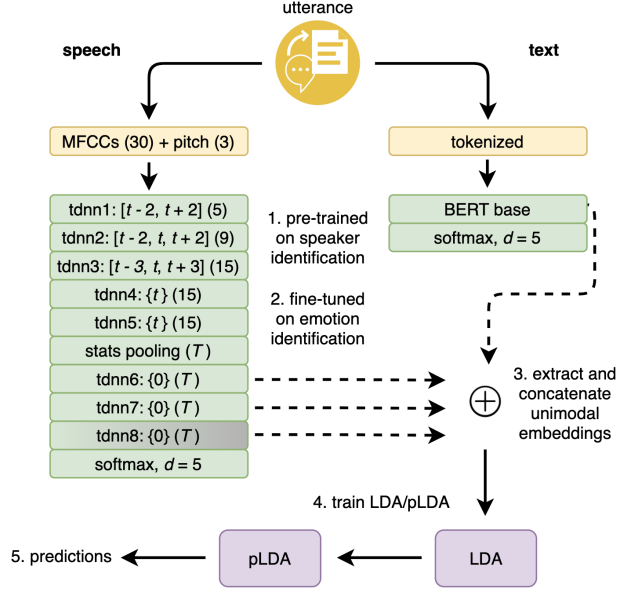 utterance
speech
text
MFCCs (30) + pitch (3)
tokenized
tdnn1: [t - 2, t + 2] (5)
tdnn2: [t - 2, t, t + 2] (9)
tdnn3: [t - 3, t, t + 3] (15)
tdnn4: {t} (15)
tdnn5: {t} (15)
stats pooling (T)
tdnn6: {0} (T)
tdnn7: {0} (T)
tdnn8: {0} (T)
softmax, d = 5
1. pre-trained
on speaker
identification
2. fine-tuned
on emotion
identification
BERT base
softmax, d = 5
3. extract and
concatenate
unimodal
embeddings
4. train LDA/pLDA
5. predictions
pLDA
LDA